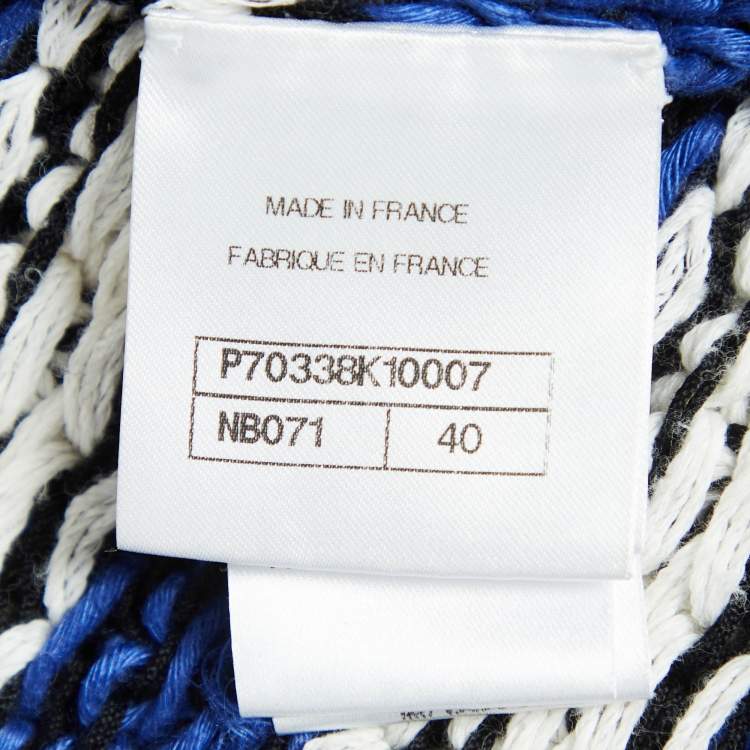 MADE IN FRANCE
FABRIQUE EN FRANCE
P70338K10007
NB071 40